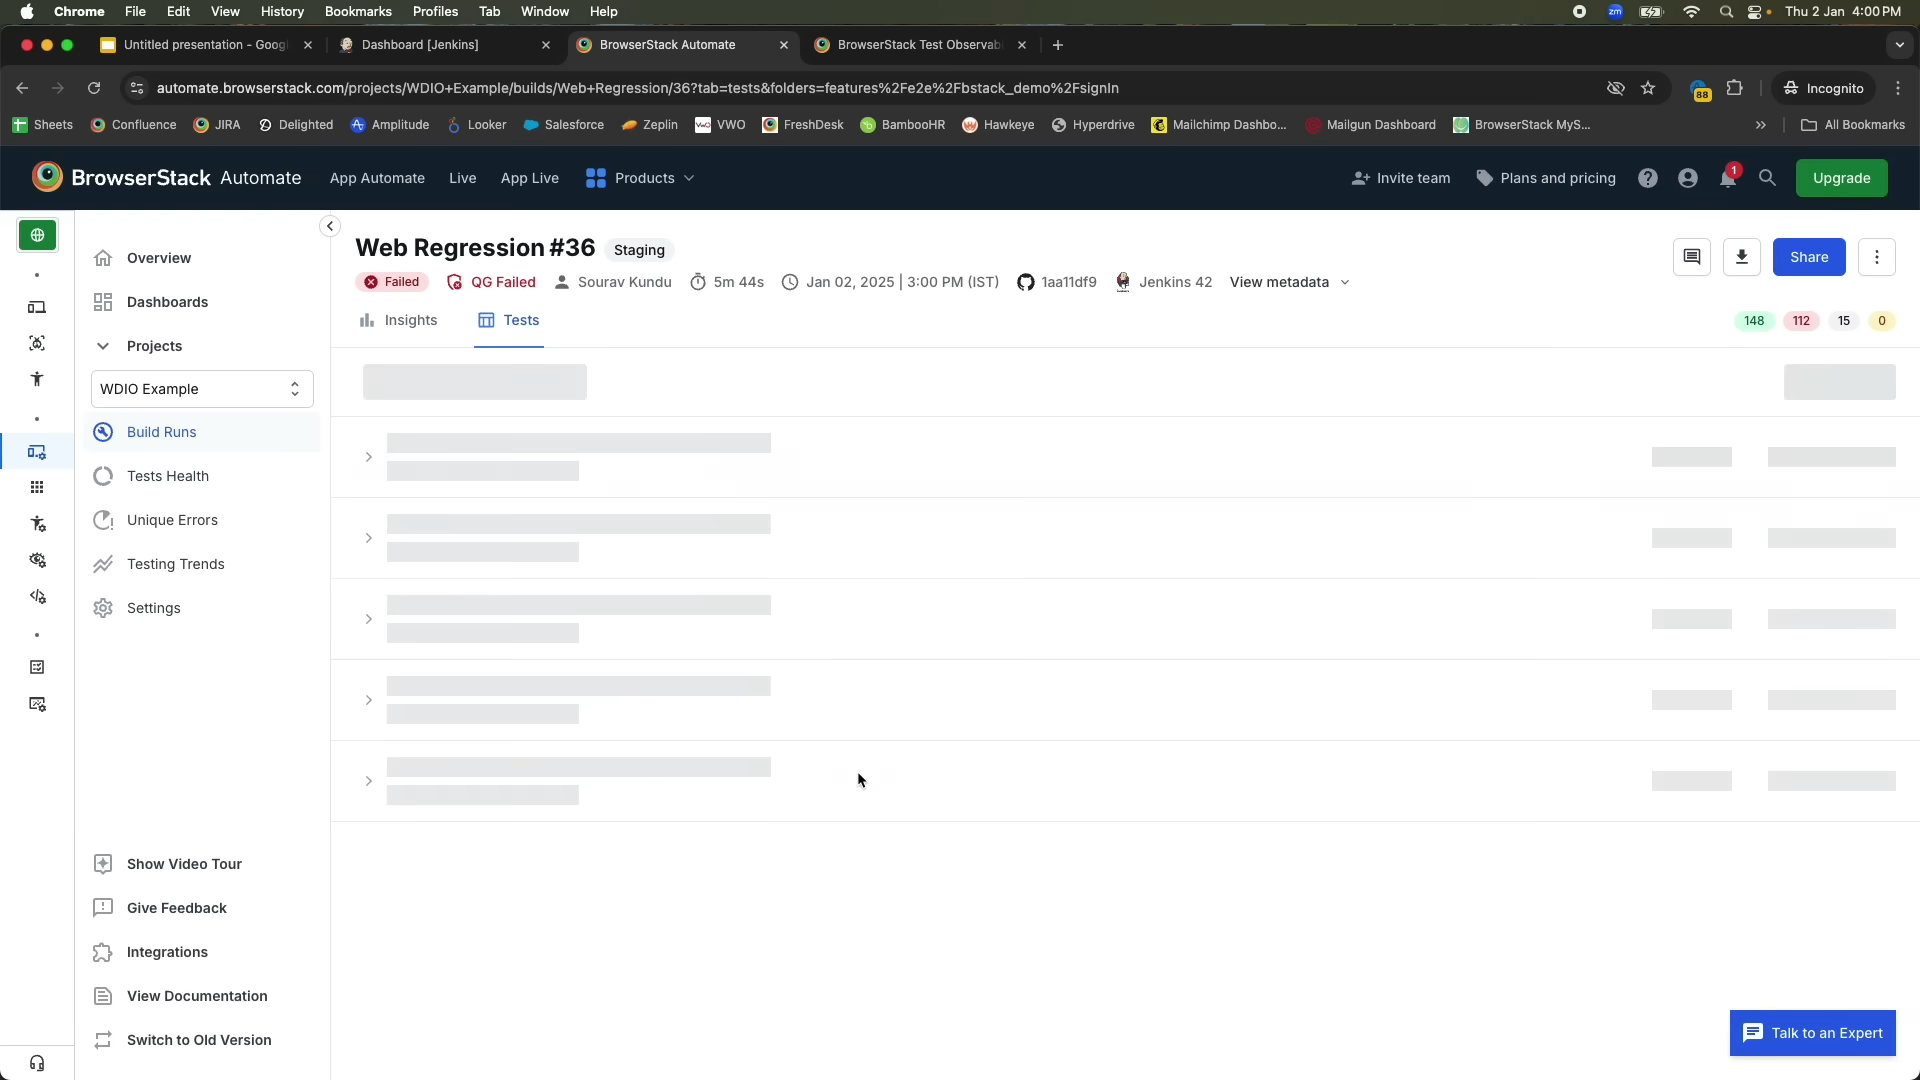 Chrome File Edit View History Bookmarks Profiles Tab Window Help
zm
Thu 2 Jan 4:00 PM
Untitled presentation - Goog
Dashboard [Jenkins]
BrowserStack Automate
BrowserStack Test Observab
automate.browserstack.com/projects/WDIO+Example/builds/Web+Regression/36?tab=tests&folders=features%2Fe2e%2Fbstack_demo%2FsignIn
88
Incognito
Sheets Confluence JIRA Delighted Amplitude Looker Salesforce Zeplin VWO FreshDesk BambooHR Hawkeye Hyperdrive Mailchimp Dashbo... Mailgun Dashboard BrowserStack MyS... » All Bookmarks
BrowserStack Automate
App Automate
Live
App Live
Products
Invite team
Plans and pricing
1
Upgrade
Overview
Dashboards
Projects
WDIO Example
Build Runs
Tests Health
Unique Errors
Testing Trends
Settings
Show Video Tour
Give Feedback
Integrations
View Documentation
Switch to Old Version
Web Regression #36
Staging
Share
Failed QG Failed Sourav Kundu 5m 44s Jan 02, 2025 | 3:00 PM (IST) 1aa11df9 Jenkins 42 View metadata
Insights
Tests
148 112 15 0
Talk to an Expert